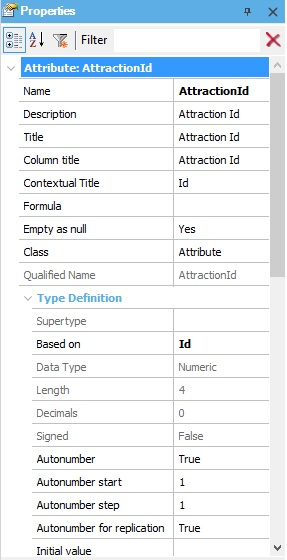 Properties
Filter
Attribute: AttractionId
Name AttractionId
Description Attraction Id
Title Attraction Id
Column title Attraction Id
Contextual Title Id
Formula
Empty as null Yes
Class Attribute
Qualified Name AttractionId
Type Definition
Supertype
Based on Id
Data Type Numeric
Length 4
Decimals 0
Signed False
Autonumber True
Autonumber start 1
Autonumber step 1
Autonumber for replication True
Initial value